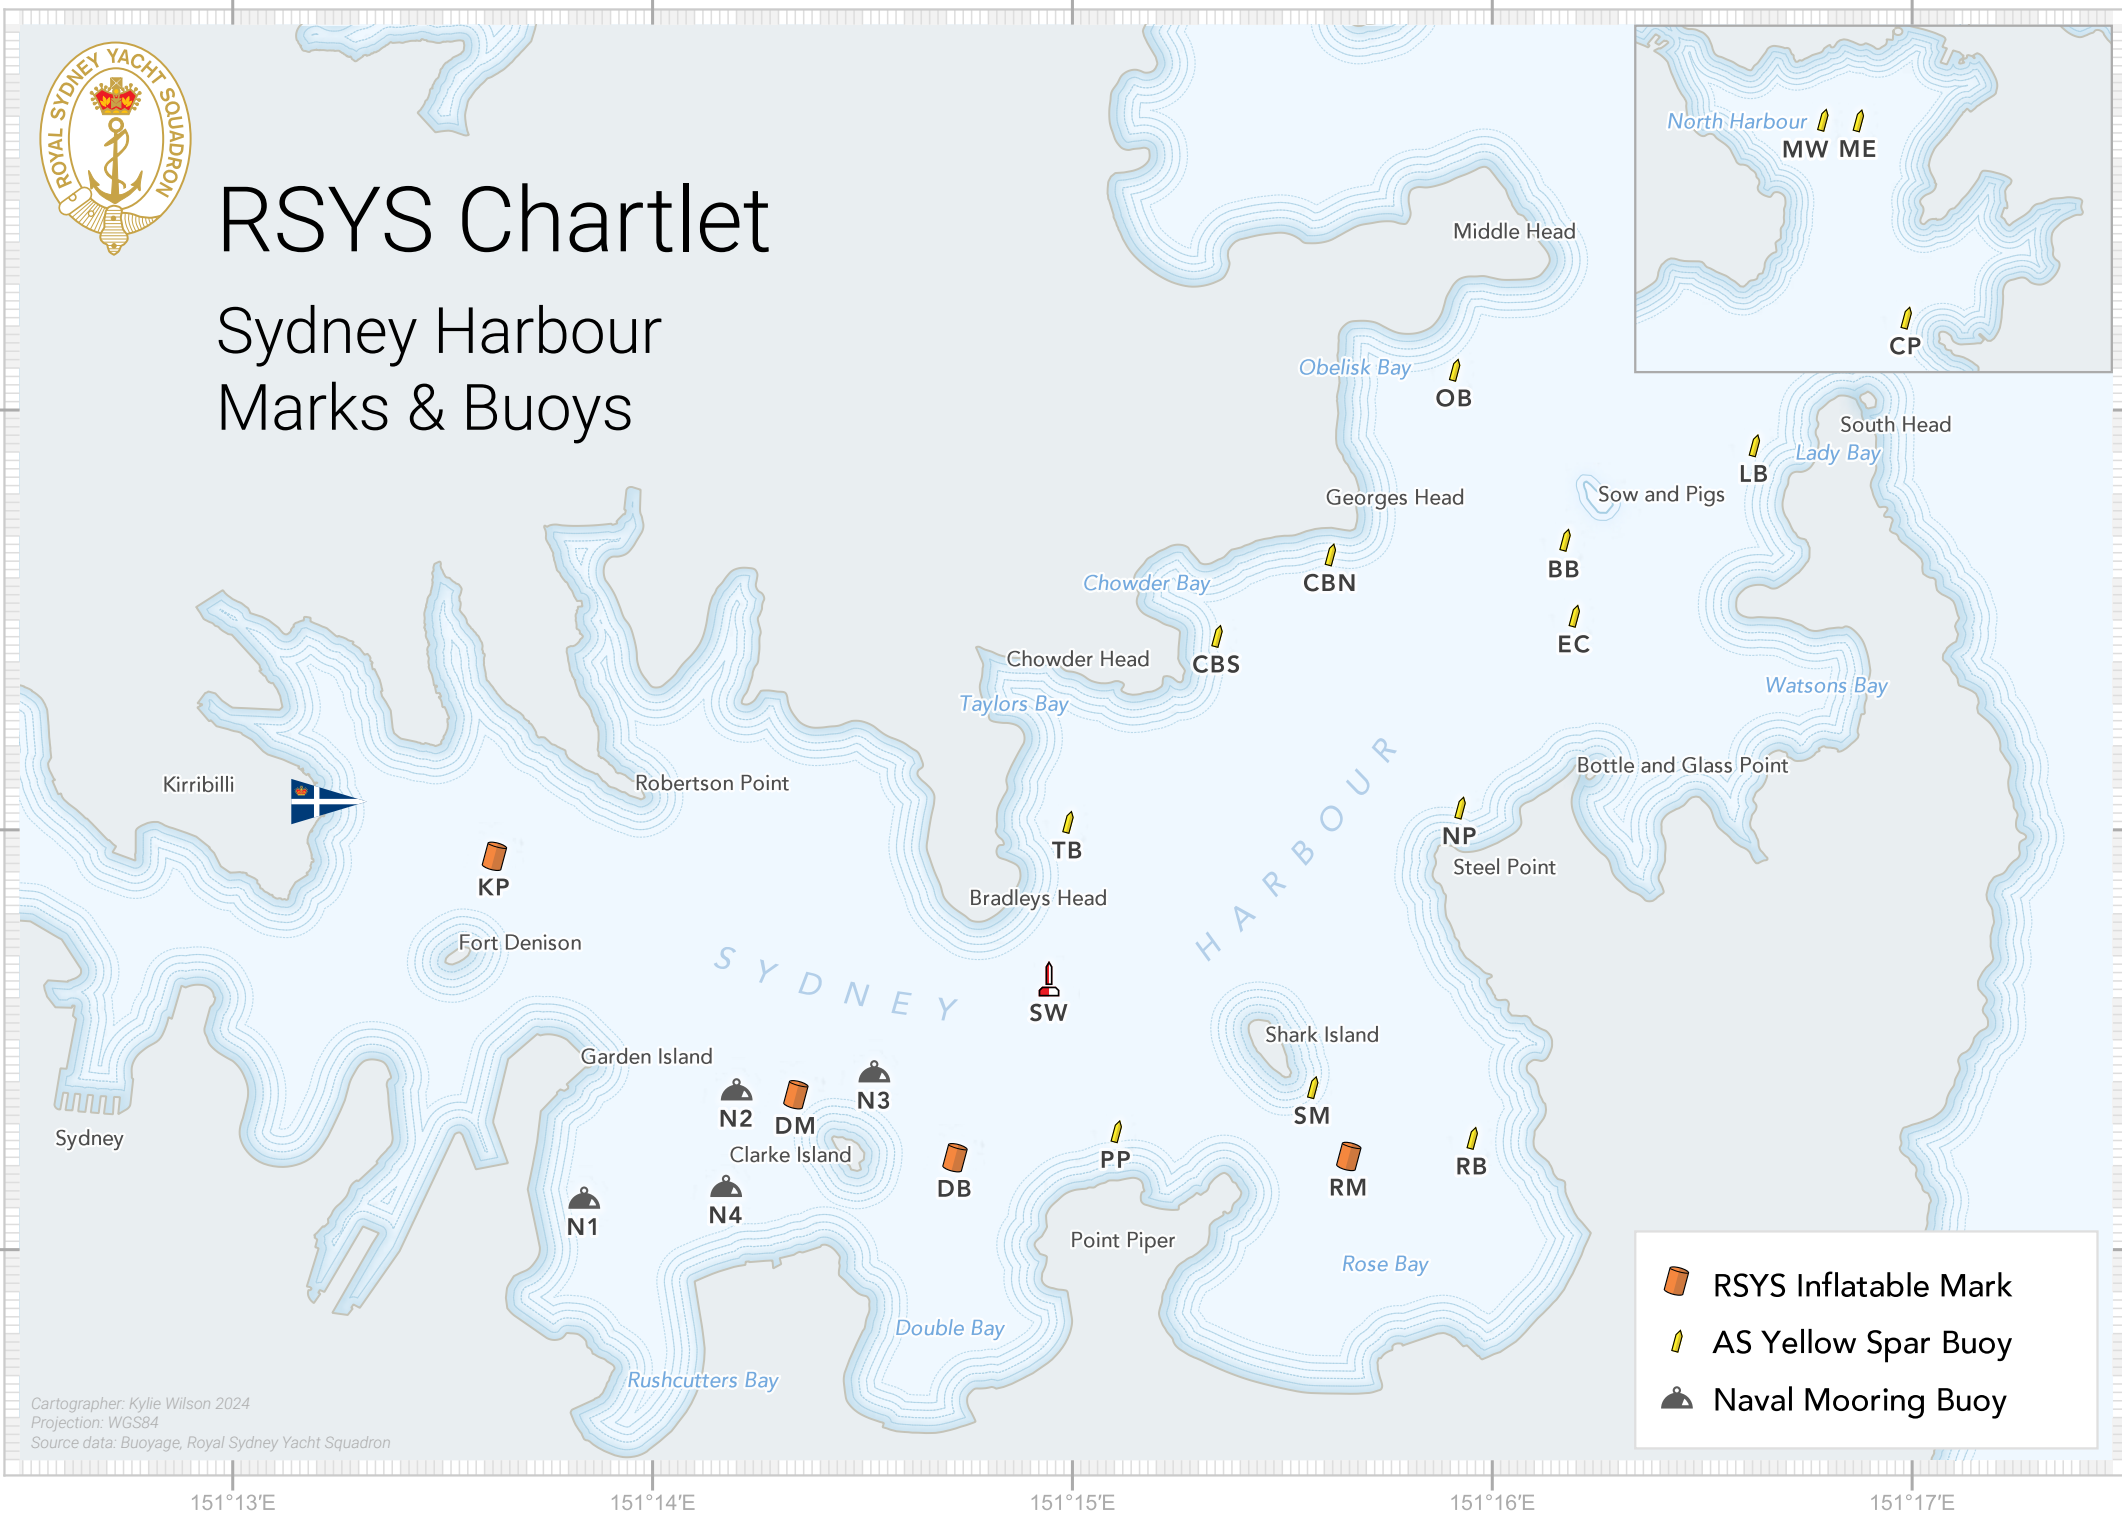 ROYAL SYDNEY YACHT SQUADRON
RSYS Chartlet
Sydney Harbour
Marks & Buoys
North Harbour
MW ME
CP
Middle Head
Obelisk Bay
OB
South Head
Lady Bay
LB
Georges Head
Sow and Pigs
BB
CBN
Chowder Bay
EC
CBS
Chowder Head
Taylors Bay
Watsons Bay
Bottle and Glass Point
Kirribilli
Robertson Point
NP
TB
Steel Point
KP
Bradleys Head
Fort Denison
SYDNEY HARBOUR
SW
Shark Island
Garden Island
N3
N2
DM
SM
Sydney
Clarke Island
PP
RB
DB
RM
N4
N1
Point Piper
Rose Bay
Double Bay
Rushcutters Bay
RSYS Inflatable Mark
AS Yellow Spar Buoy
Naval Mooring Buoy
Cartographer: Kylie Wilson 2024
Projection: WGS84
Source data: Buoyage, Royal Sydney Yacht Squadron
151°13'E 151°14'E 151°15'E 151°16'E 151°17'E